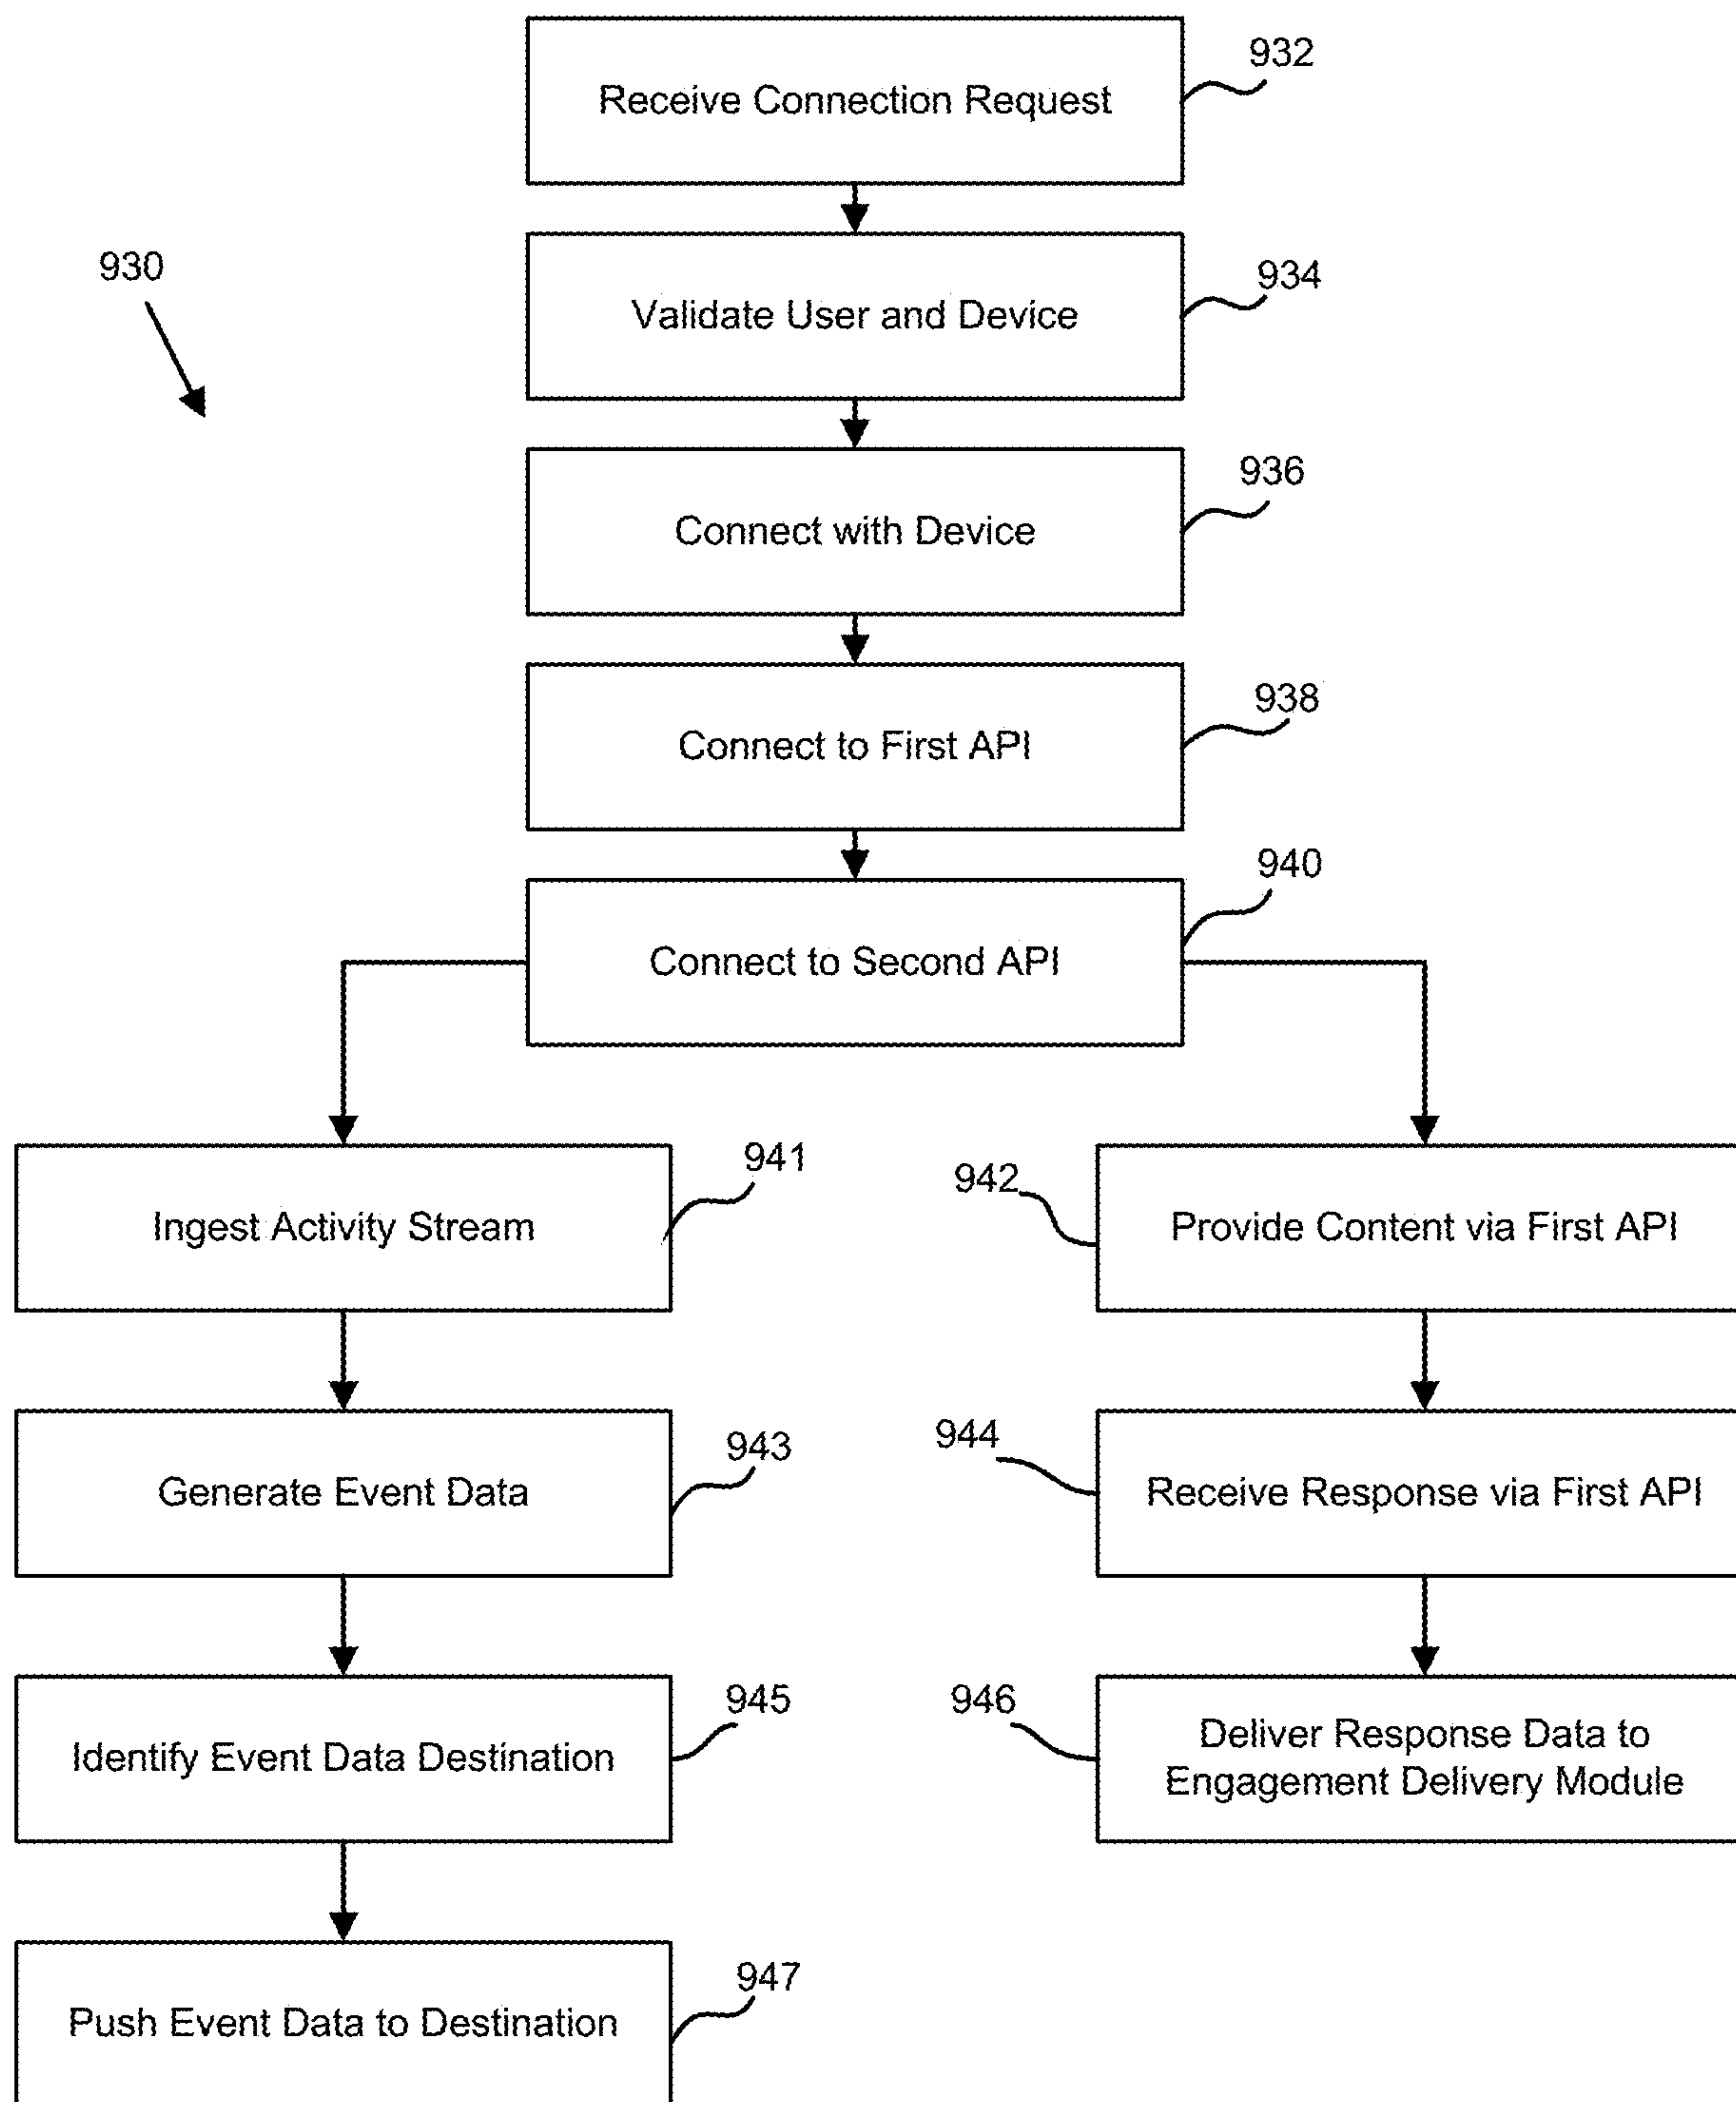 Receive Connection Request
932
930
Validate User and Device
934
Connect with Device
936
Connect to First API
938
Connect to Second API
940
Ingest Activity Stream
941
942
Provide Content via First API
Generate Event Data
943
944
Receive Response via First API
Identify Event Data Destination
945
946
Deliver Response Data to
Engagement Delivery Module
Push Event Data to Destination
947